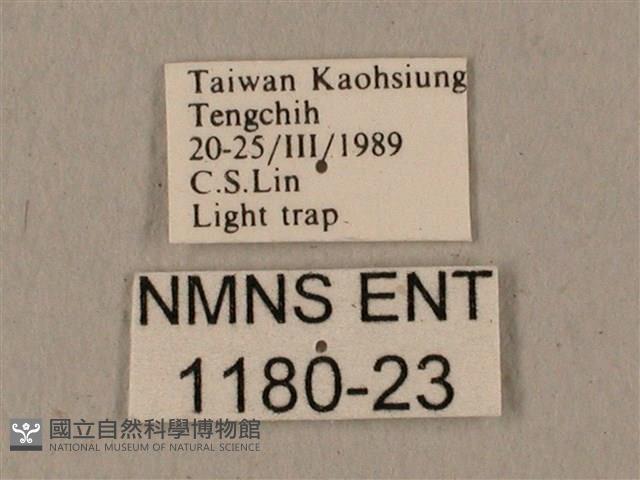 Taiwan Kaohsiung
Tengchih
20-25/III/1989
C.S.Lin
Light trap
NMNS ENT
1180-23
國立自然科學博物館
NATIONAL MUSEUM OF NATURAL SCIENCE